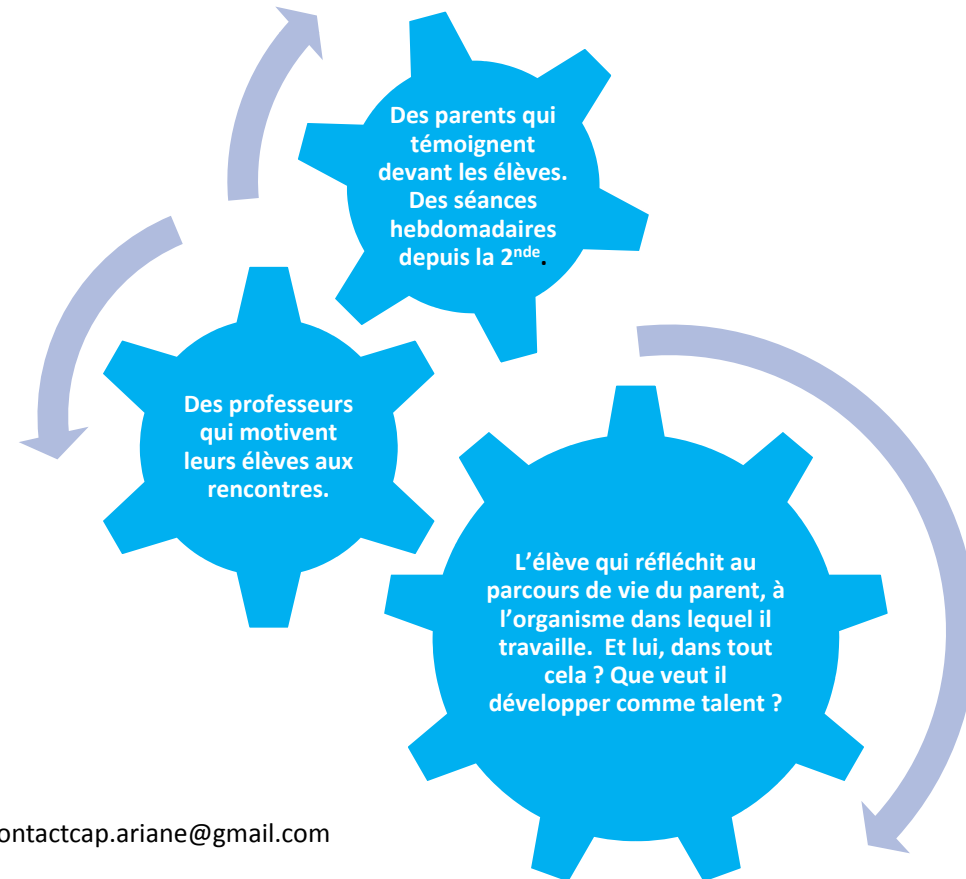 Des parents qui
témoignent
devant les élèves.
Des séances
hebdomadaires
depuis la 2nde.
Des professeurs
qui motivent
leurs élèves aux
rencontres.
L’élève qui réfléchit au
parcours de vie du parent, à
l’organisme dans lequel il
travaille.  Et lui, dans tout
cela ? Que veut il
développer comme talent ?
ontactcap.ariane@gmail.com